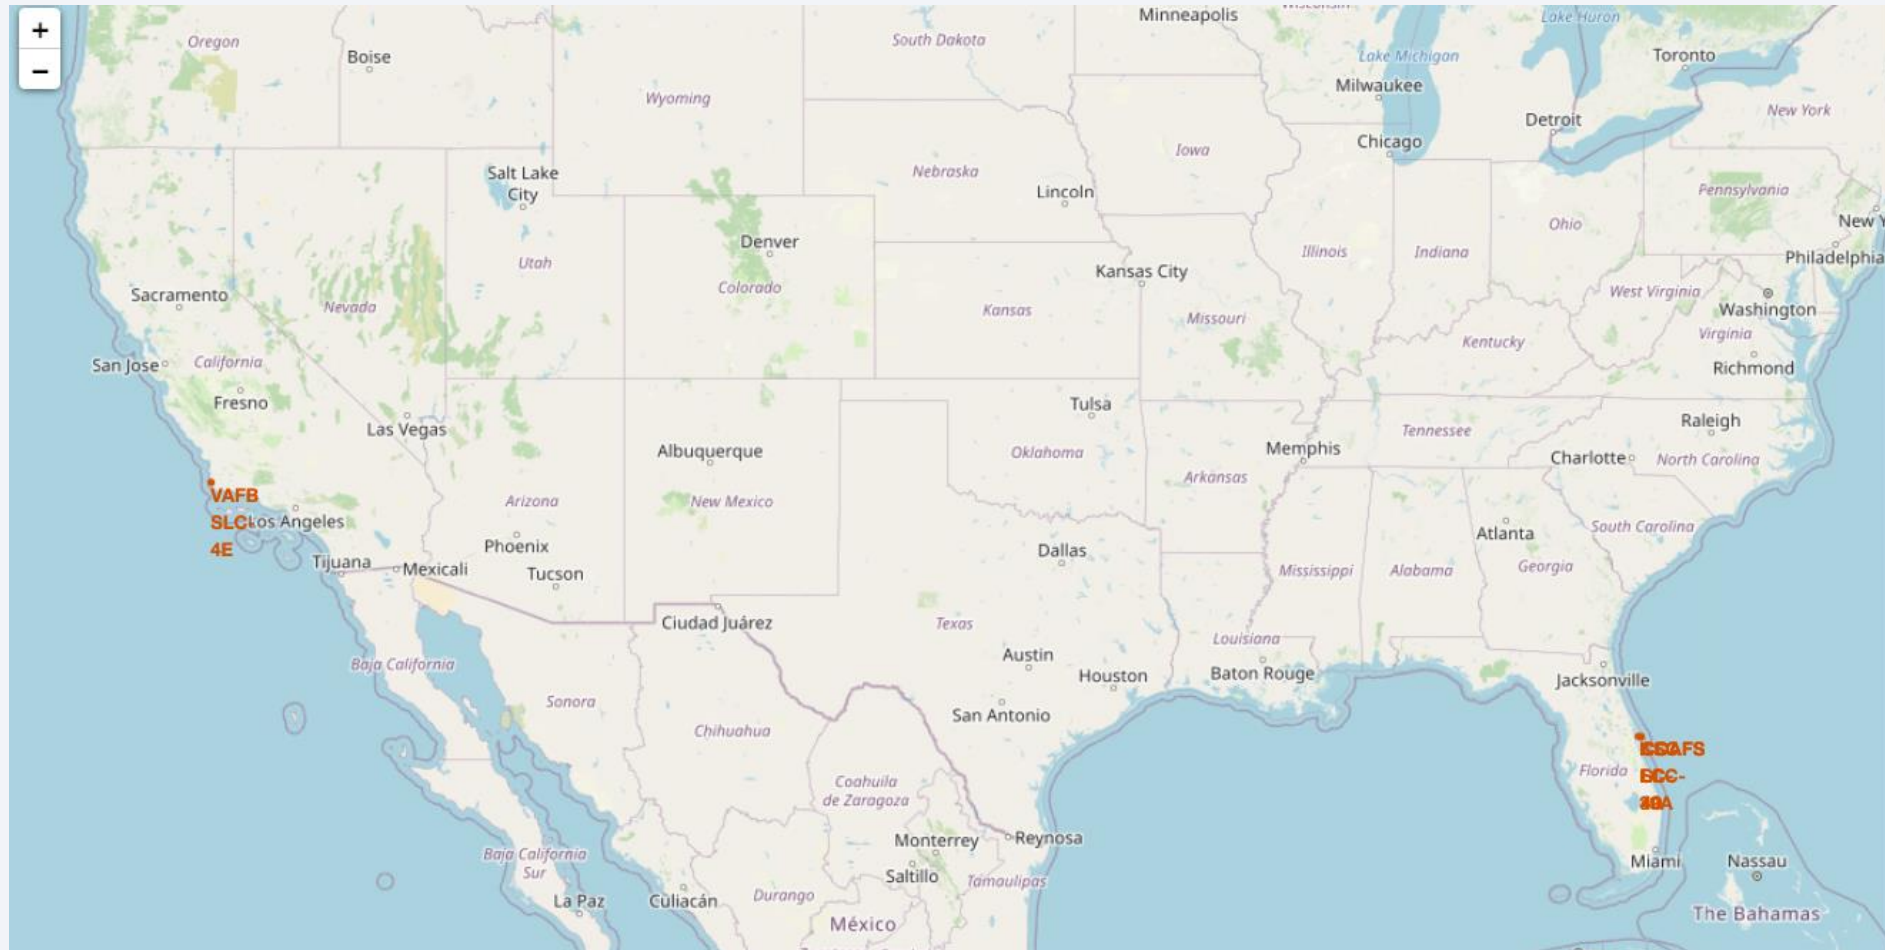 +
−
Minneapolis
Wisconsin
Lake Huron
Oregon
Boise
South Dakota
Lake Michigan
Toronto
Wyoming
Milwaukee
New York
Detroit
Chicago
Iowa
Salt Lake
City
Nebraska
Lincoln
Pennsylvania
New Y
Ohio
Denver
Illinois
Indiana
Philadelphia
Utah
Kansas City
Colorado
Sacramento
Nevada
West Virginia
Washington
Kansas
Missouri
Virginia
Kentucky
San Jose
California
Richmond
Fresno
Tulsa
Las Vegas
Raleigh
Tennessee
Albuquerque
Oklahoma
Memphis
Charlotte
North Carolina
Arkansas
VAFB
SLC-
4E
Los Angeles
Arizona
New Mexico
South Carolina
Atlanta
Phoenix
Dallas
Tijuana
Mexicali
Tucson
Mississippi
Alabama
Georgia
Ciudad Juárez
Texas
Louisiana
Austin
Baja California
Houston
Baton Rouge
Jacksonville
Sonora
San Antonio
Chihuahua
Florida
Coahuila
de Zaragoza
Monterrey
Reynosa
Baja California
Sur
Miami
Nassau
Saltillo
Tamaulipas
La Paz
Culiacán
Durango
México
The Bahamas